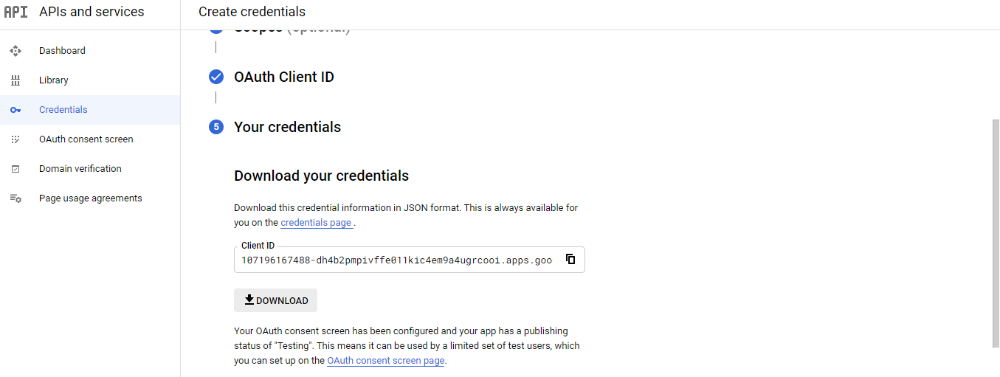 API APIs and services
Create credentials
Dashboard
Library
Credentials
OAuth consent screen
Domain verification
Page usage agreements
Scopes (optional)
OAuth Client ID
5 Your credentials
Download your credentials
Download this credential information in JSON format. This is always available for
you on the credentials page .
Client ID
107196167488-dh4b2pmpivffe011kic4em9a4ugrcooi.apps.goo
DOWNLOAD
Your OAuth consent screen has been configured and your app has a publishing
status of "Testing". This means it can be used by a limited set of test users, which
you can set up on the OAuth consent screen page.